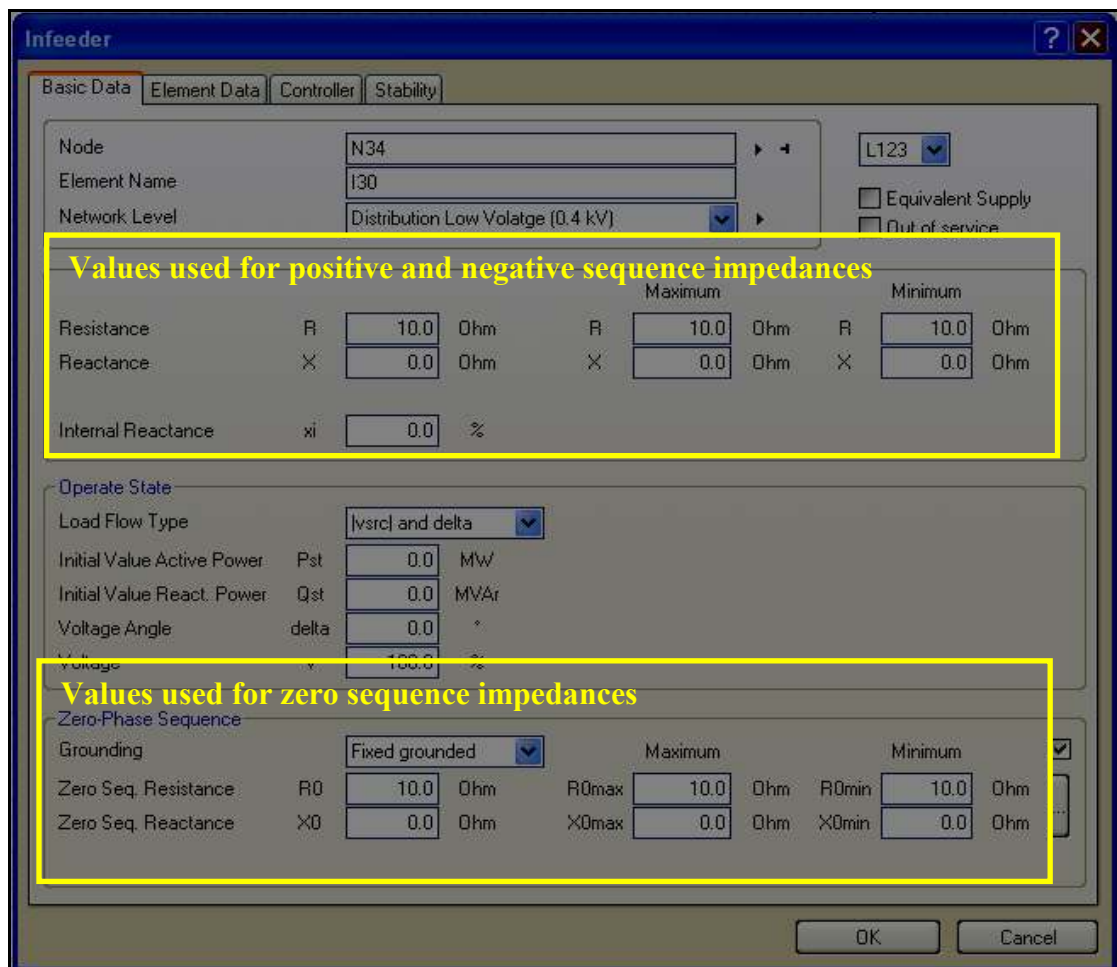 Infeeder
Basic Data Element Data Controller Stability
Node N34 L123
Element Name I30 Equivalent Supply
Network Level Distribution Low Volatge (0.4 kV) Out of service
Values used for positive and negative sequence impedances
Maximum Minimum
Resistance R 10.0 Ohm R 10.0 Ohm R 10.0 Ohm
Reactance X 0.0 Ohm X 0.0 Ohm X 0.0 Ohm
Internal Reactance xi 0.0 %
Operate State
Load Flow Type |vsrc| and delta
Initial Value Active Power Pst 0.0 MW
Initial Value React. Power Qst 0.0 MVAr
Voltage Angle delta 0.0 °
Voltage v 100.0 %
Values used for zero sequence impedances
Zero-Phase Sequence
Grounding Fixed grounded Maximum Minimum
Zero Seq. Resistance R0 10.0 Ohm R0max 10.0 Ohm R0min 10.0 Ohm
Zero Seq. Reactance X0 0.0 Ohm X0max 0.0 Ohm X0min 0.0 Ohm
...
OK Cancel